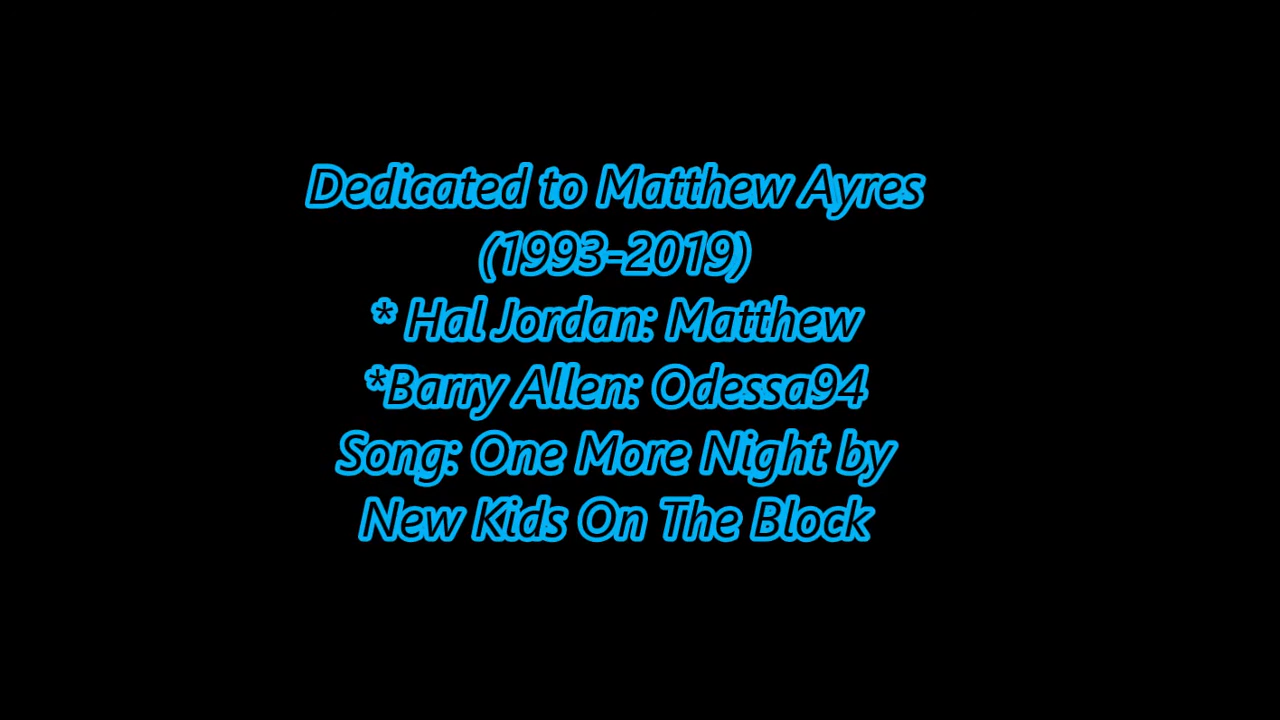 Dedicated to Matthew Ayres
(1993-2019)
* Hal Jordan: Matthew
*Barry Allen: Odessa94
Song: One More Night by
New Kids On The Block